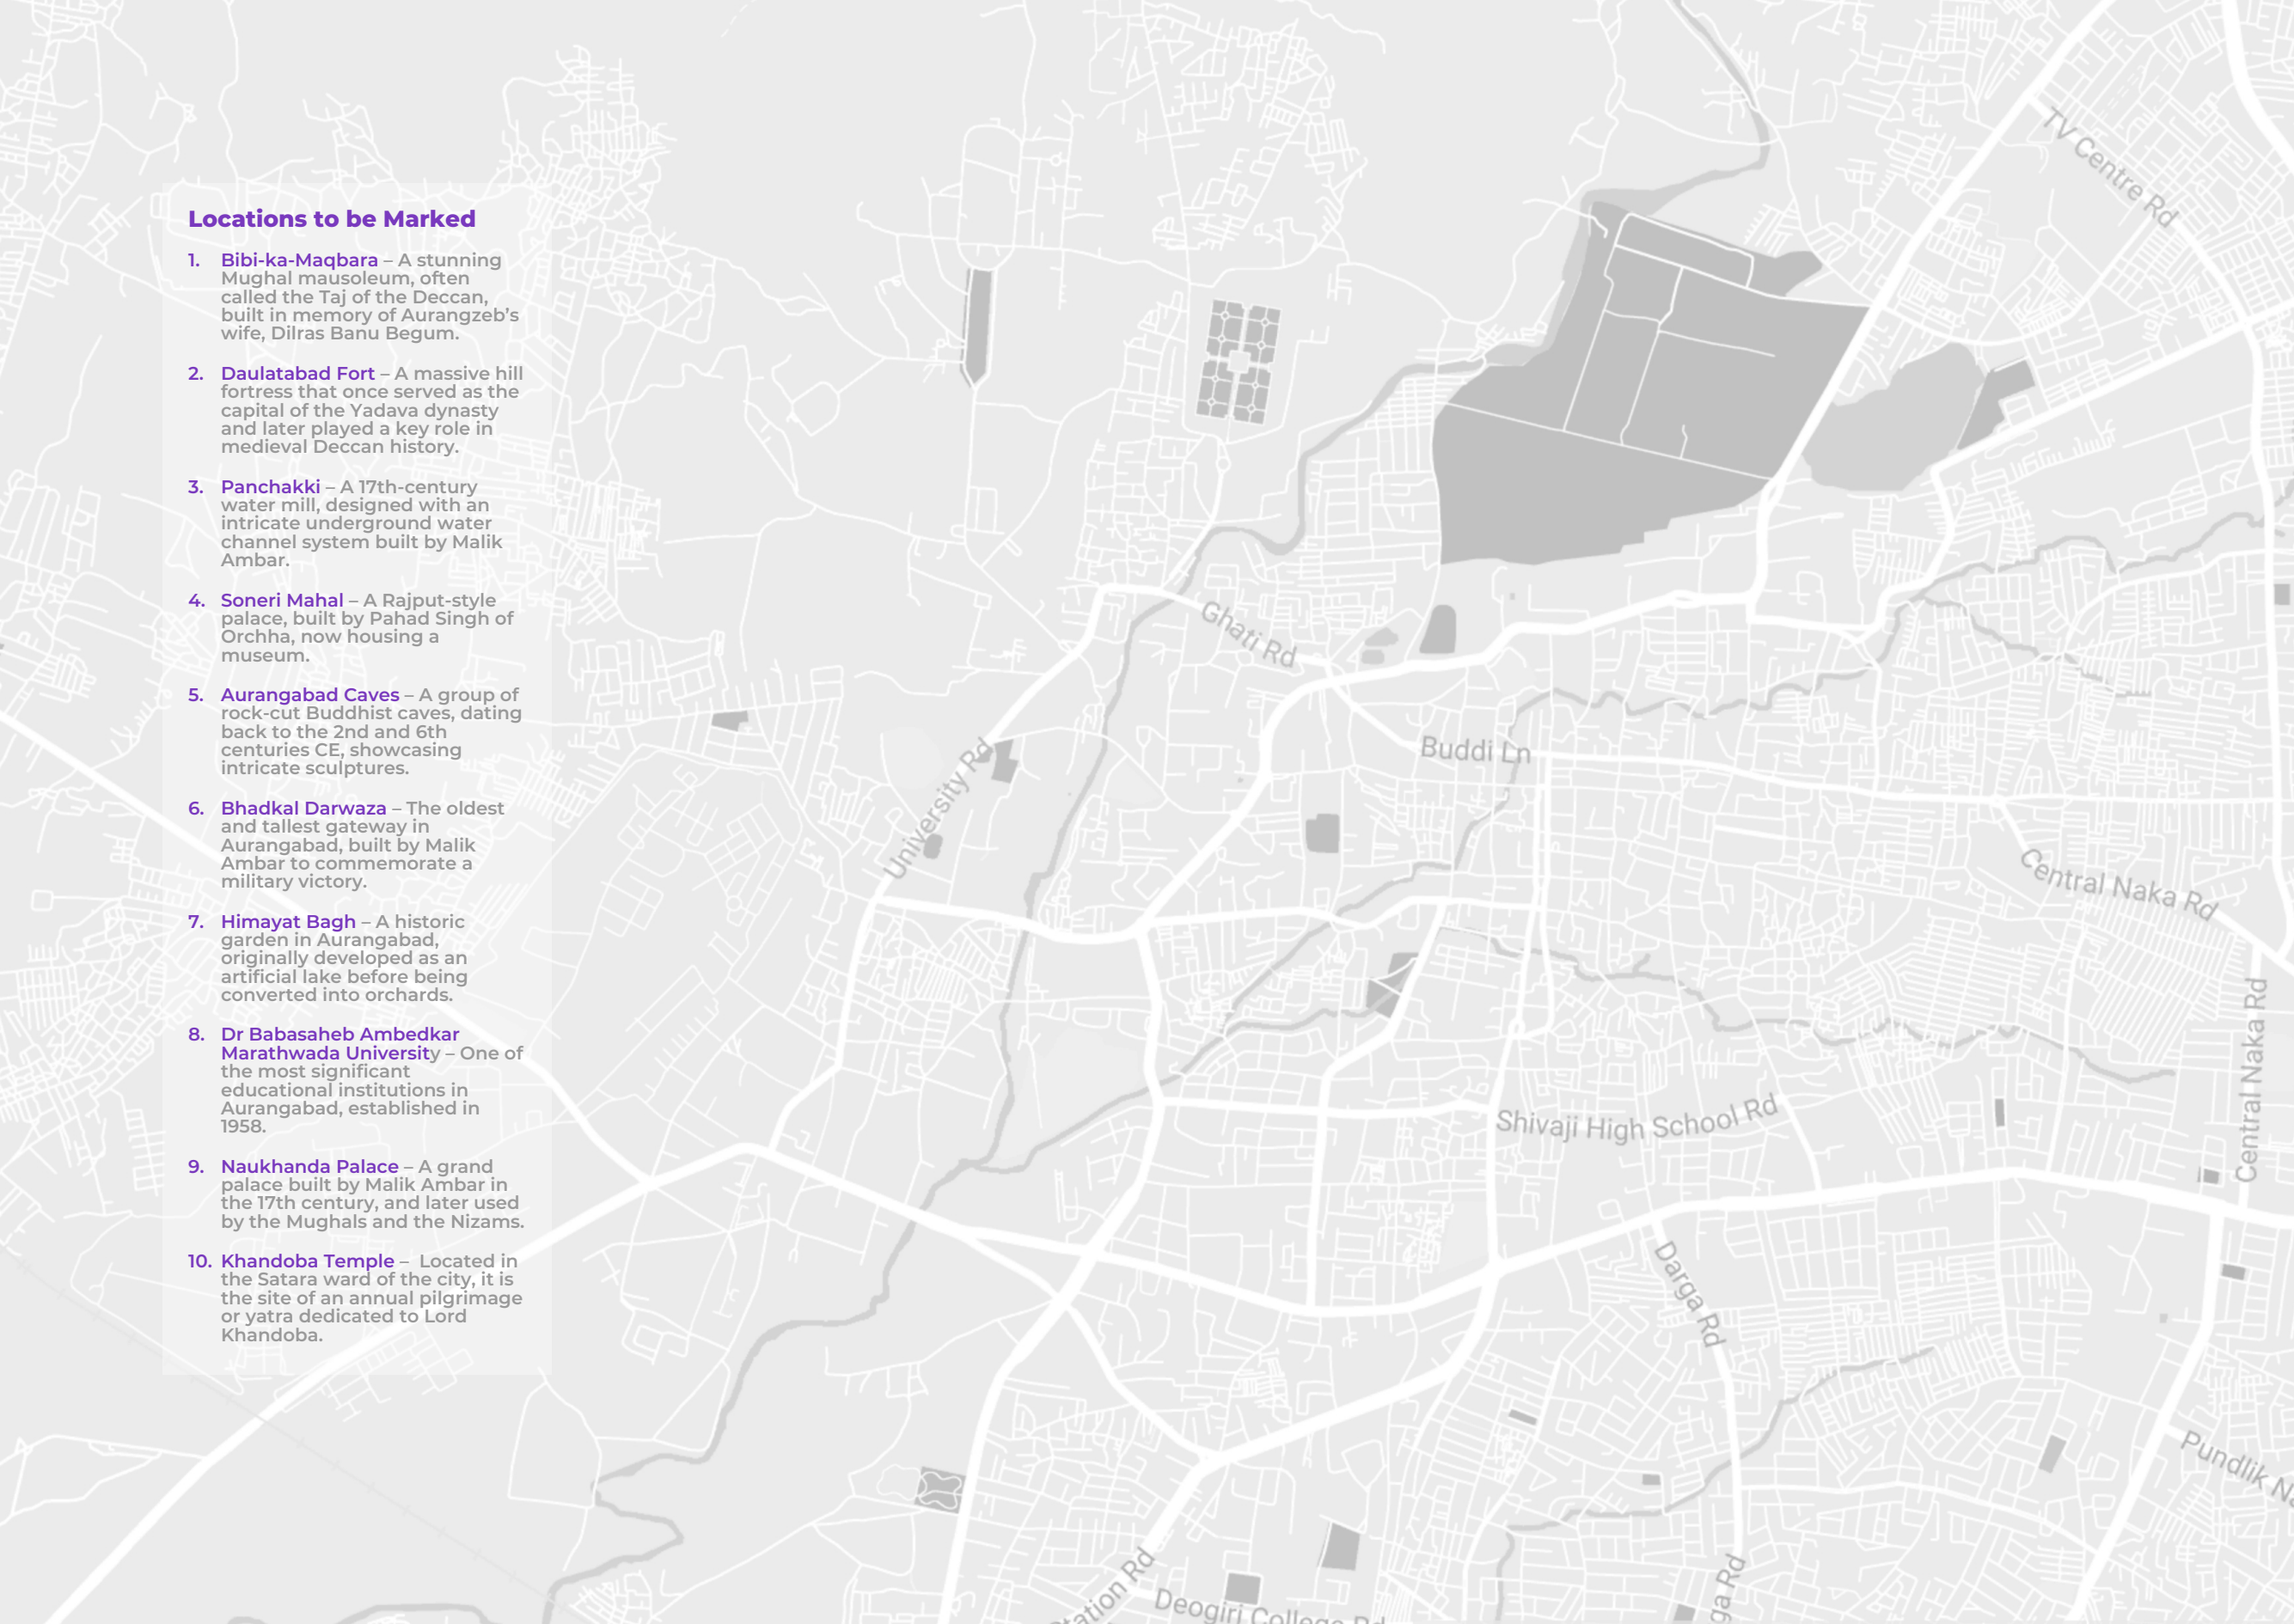 Locations to be Marked
1. Bibi-ka-Maqbara – A stunning
Mughal mausoleum, often
called the Taj of the Deccan,
built in memory of Aurangzeb’s
wife, Dilras Banu Begum.
2. Daulatabad Fort – A massive hill
fortress that once served as the
capital of the Yadava dynasty
and later played a key role in
medieval Deccan history.
3. Panchakki – A 17th-century
water mill, designed with an
intricate underground water
channel system built by Malik
Ambar.
4. Soneri Mahal – A Rajput-style
palace, built by Pahad Singh of
Orchha, now housing a
museum.
5. Aurangabad Caves – A group of
rock-cut Buddhist caves, dating
back to the 2nd and 6th
centuries CE, showcasing
intricate sculptures.
6. Bhadkal Darwaza – The oldest
and tallest gateway in
Aurangabad, built by Malik
Ambar to commemorate a
military victory.
7. Himayat Bagh – A historic
garden in Aurangabad,
originally developed as an
artificial lake before being
converted into orchards.
8. Dr Babasaheb Ambedkar
Marathwada University – One of
the most significant
educational institutions in
Aurangabad, established in
1958.
9. Naukhanda Palace – A grand
palace built by Malik Ambar in
the 17th century, and later used
by the Mughals and the Nizams.
10. Khandoba Temple – Located in
the Satara ward of the city, it is
the site of an annual pilgrimage
or yatra dedicated to Lord
Khandoba.
TV Centre Rd
Ghati Rd
University Rd
Buddi Ln
Central Naka Rd
Central Naka Rd
Shivaji High School Rd
Darga Rd
Pundlik Na
tation Rd
Deogiri College Rd
ga Rd